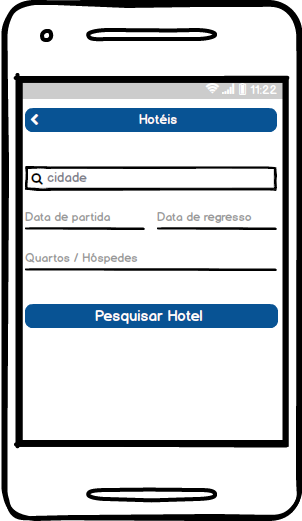 11:22
Hotéis
cidade
Data de partida Data de regresso
Quartos / Hóspedes
Pesquisar Hotel